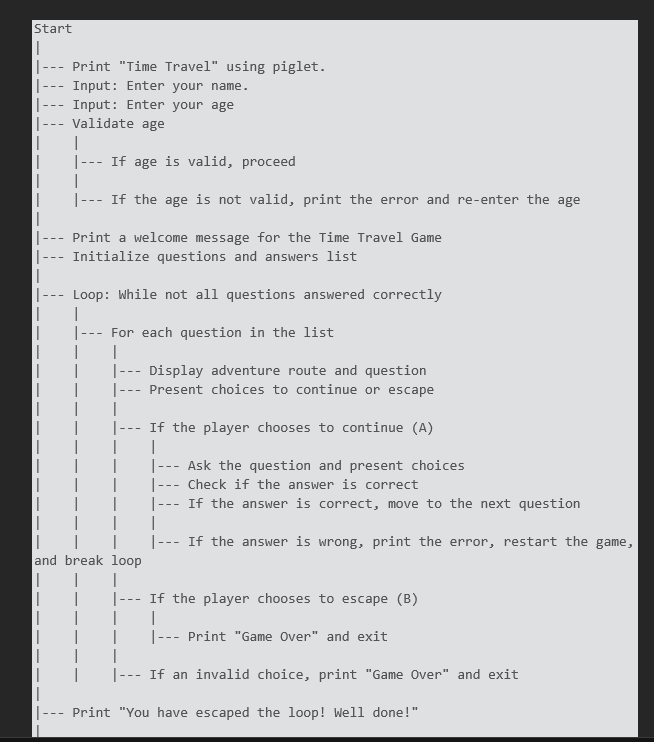 Start
|
|--- Print "Time Travel" using piglet.
|--- Input: Enter your name.
|--- Input: Enter your age
|--- Validate age
|    |
|    |--- If age is valid, proceed
|    |
|    |--- If the age is not valid, print the error and re-enter the age
|
|--- Print a welcome message for the Time Travel Game
|--- Initialize questions and answers list
|
|--- Loop: While not all questions answered correctly
|    |
|    |--- For each question in the list
|    |    |
|    |    |--- Display adventure route and question
|    |    |--- Present choices to continue or escape
|    |    |
|    |    |--- If the player chooses to continue (A)
|    |    |    |
|    |    |    |--- Ask the question and present choices
|    |    |    |--- Check if the answer is correct
|    |    |    |--- If the answer is correct, move to the next question
|    |    |    |
|    |    |    |--- If the answer is wrong, print the error, restart the game,
and break loop
|    |    |
|    |    |--- If the player chooses to escape (B)
|    |    |    |
|    |    |    |--- Print "Game Over" and exit
|    |    |
|    |    |--- If an invalid choice, print "Game Over" and exit
|
|--- Print "You have escaped the loop! Well done!"
|